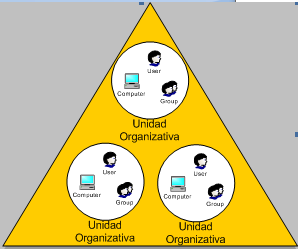 User
Computer
Group
Unidad
Organizativa
User
Computer
Group
Unidad
Organizativa
User
Computer
Group
Unidad
Organizativa